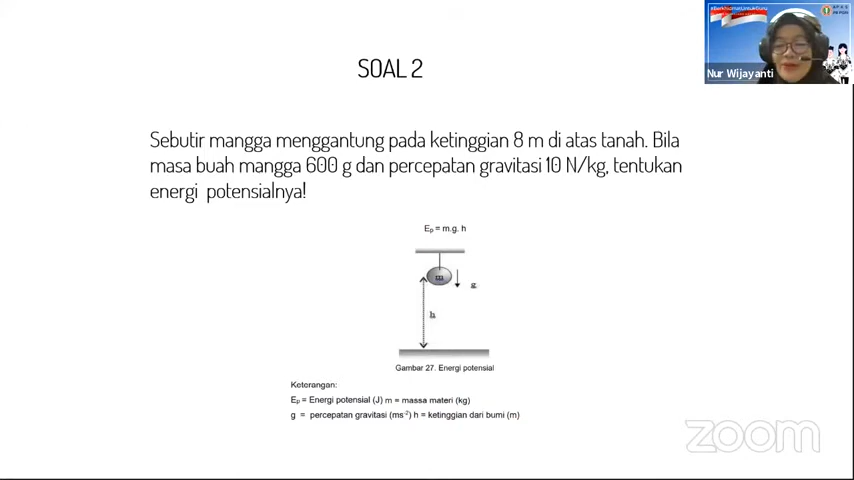 SOAL 2
Sebutir mangga menggantung pada ketinggian 8 m di atas tanah. Bila
masa buah mangga 600 g dan percepatan gravitasi 10 N/kg, tentukan
energi potensialnya!
Ep = m.g. h
m
g
h
Gambar 27. Energi potensial
Keterangan:
Ep = Energi potensial (J) m = massa materi (kg)
g = percepatan gravitasi (ms-2) h = ketinggian dari bumi (m)
Nur Wijayanti
zoom